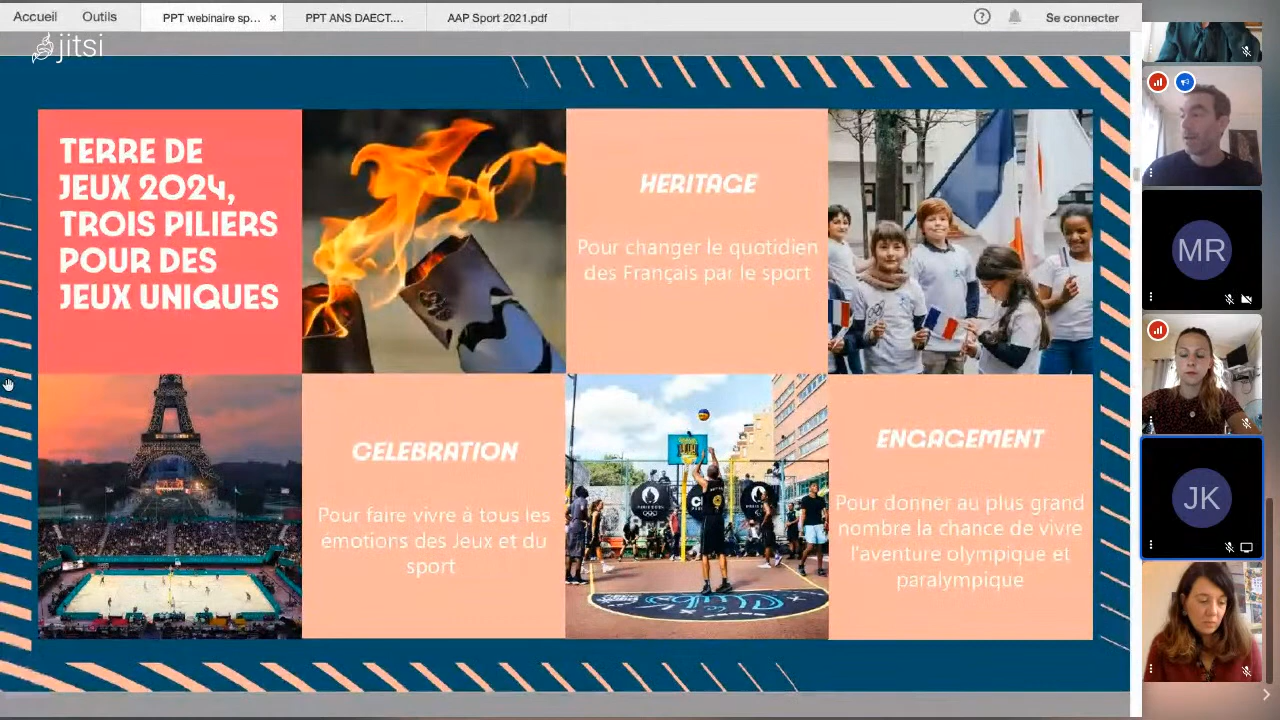 Accueil
Outils
PPT webinaire sp... ×
PPT ANS DAECT....
AAP Sport 2021.pdf
?
Se connecter
jitsi
TERRE DE
JEUX 2024,
TROIS PILIERS
POUR DES
JEUX UNIQUES
HERITAGE
Pour changer le quotidien
des Français par le sport
CELEBRATION
Pour faire vivre à tous les
émotions des Jeux et du
sport
ENGAGEMENT
Pour donner au plus grand
nombre la chance de vivre
l'aventure olympique et
paralympique
MR
JK